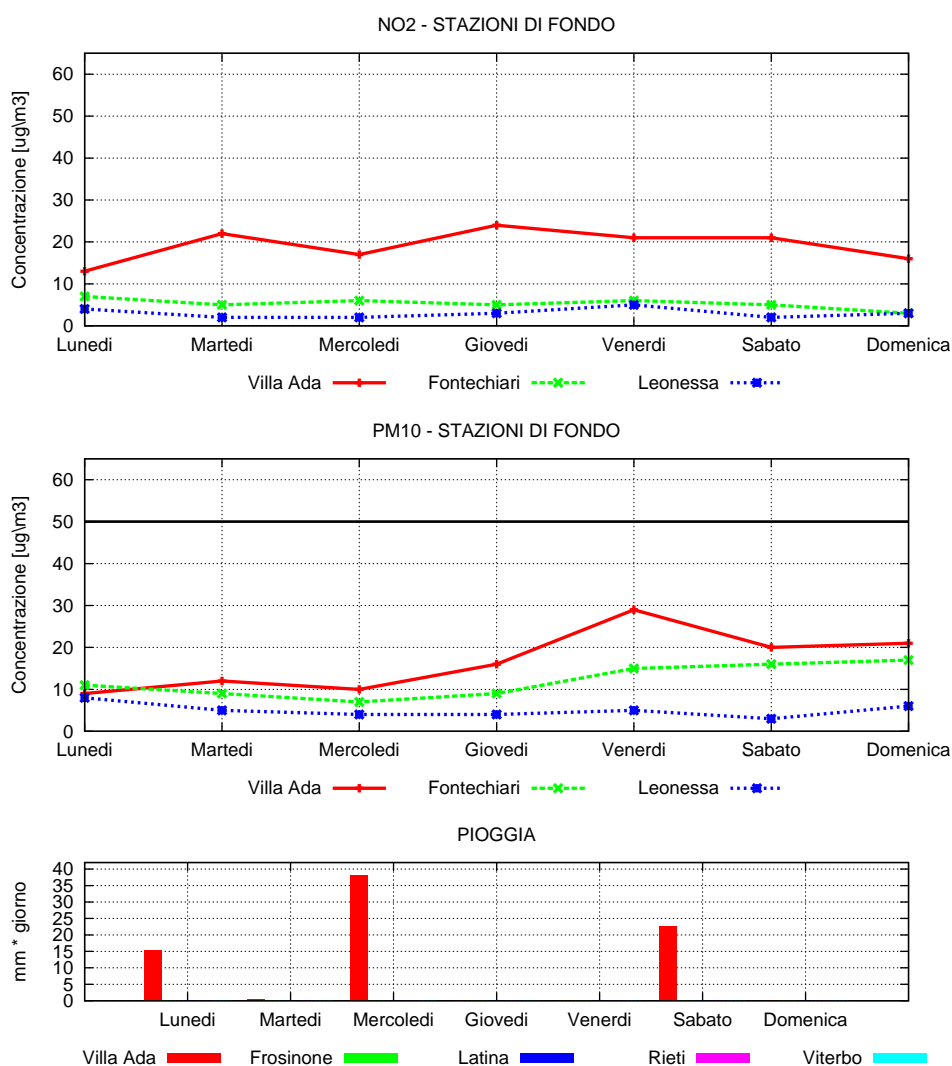 NO2 - STAZIONI DI FONDO
Concentrazione [ug\m3]
60
50
40
30
20
10
0
Lunedi Martedi Mercoledi Giovedi Venerdi Sabato Domenica
Villa Ada Fontechiari Leonessa
PM10 - STAZIONI DI FONDO
Concentrazione [ug\m3]
60
50
40
30
20
10
0
Lunedi Martedi Mercoledi Giovedi Venerdi Sabato Domenica
Villa Ada Fontechiari Leonessa
PIOGGIA
mm * giorno
40
35
30
25
20
15
10
5
0
Lunedi Martedi Mercoledi Giovedi Venerdi Sabato Domenica
Villa Ada Frosinone Latina Rieti Viterbo